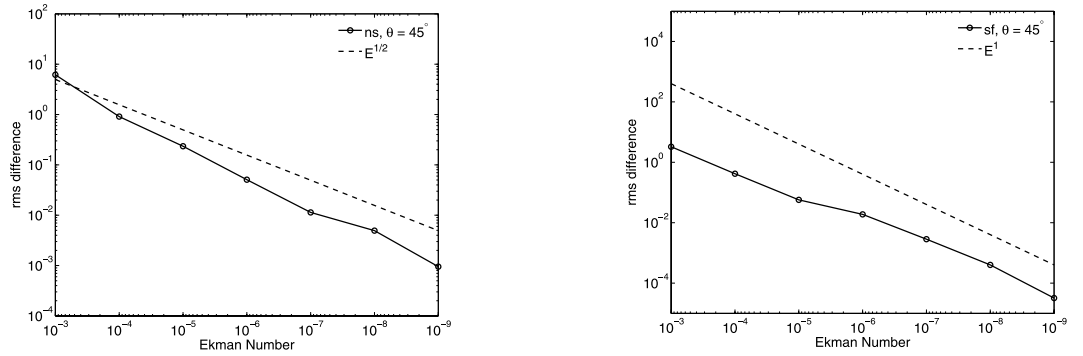 10^2
10^1
10^0
10^−1
10^−2
10^−3
10^−4
rms difference
ns, θ = 45°
E^1/2
10^−3 10^−4 10^−5 10^−6 10^−7 10^−8 10^−9
Ekman Number
10^4
10^2
10^0
10^−2
10^−4
rms difference
sf, θ = 45°
E^1
10^−3 10^−4 10^−5 10^−6 10^−7 10^−8 10^−9
Ekman Number